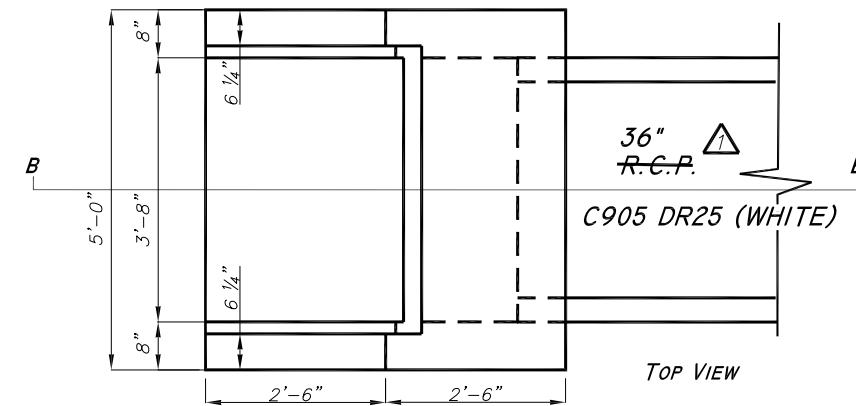 8"
6 1/4"
36"
1
R.C.P.
B
5'-0"
3'-8"
C905 DR25 (WHITE)
6 1/4"
8"
TOP VIEW
2'-6"
2'-6"